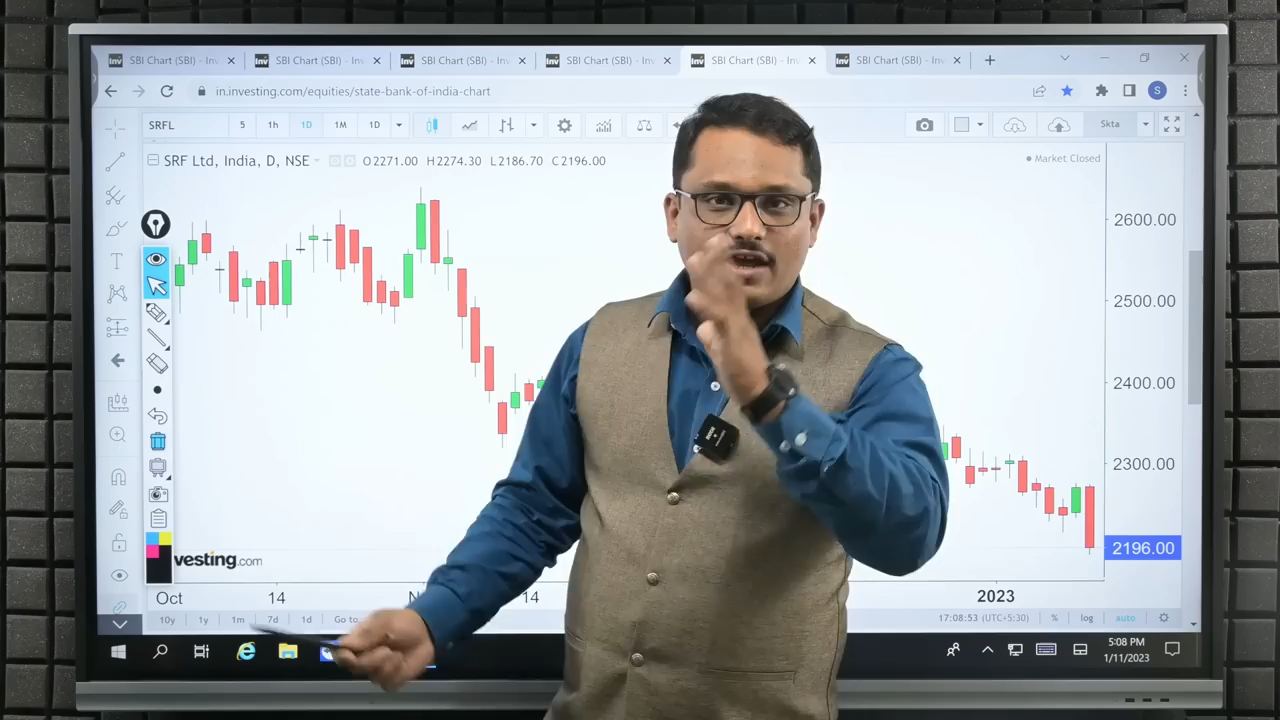 SBI Chart (SBI) - Inv
SBI Chart (SBI) - Inv
SBI Chart (SBI) - Inv
SBI Chart (SBI) - Inv
SBI Chart (SBI) - Inv
SBI Chart (SBI) - Inv
in.investing.com/equities/state-bank-of-india-chart
S
SRFL 5 1h 1D 1M 1D
Skta
SRF Ltd, India, D, NSE O2271.00 H2274.30 L2186.70 C2196.00
Market Closed
2600.00
2500.00
2400.00
2300.00
2196.00
vesting.com
Oct 14 N 14 2023
10y 1y 1m 7d 1d Go to
17:08:53 (UTC+5:30) % log auto
5:08 PM
1/11/2023